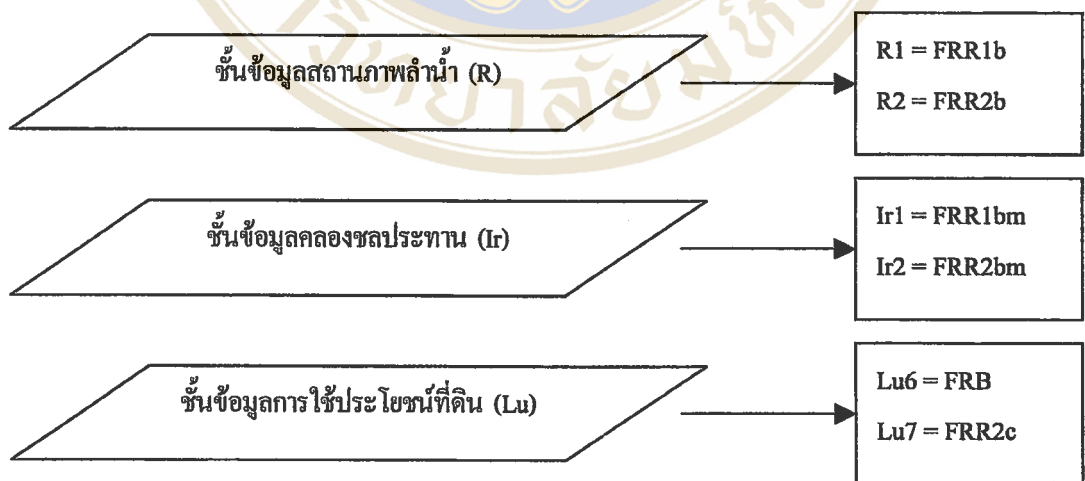 ชั้นข้อมูลสถานภาพลำน้ำ (R)
R1 = FRR1b
R2 = FRR2b
ชั้นข้อมูลคลองชลประทาน (Ir)
Ir1 = FRR1bm
Ir2 = FRR2bm
ชั้นข้อมูลการใช้ประโยชน์ที่ดิน (Lu)
Lu6 = FRB
Lu7 = FRR2c